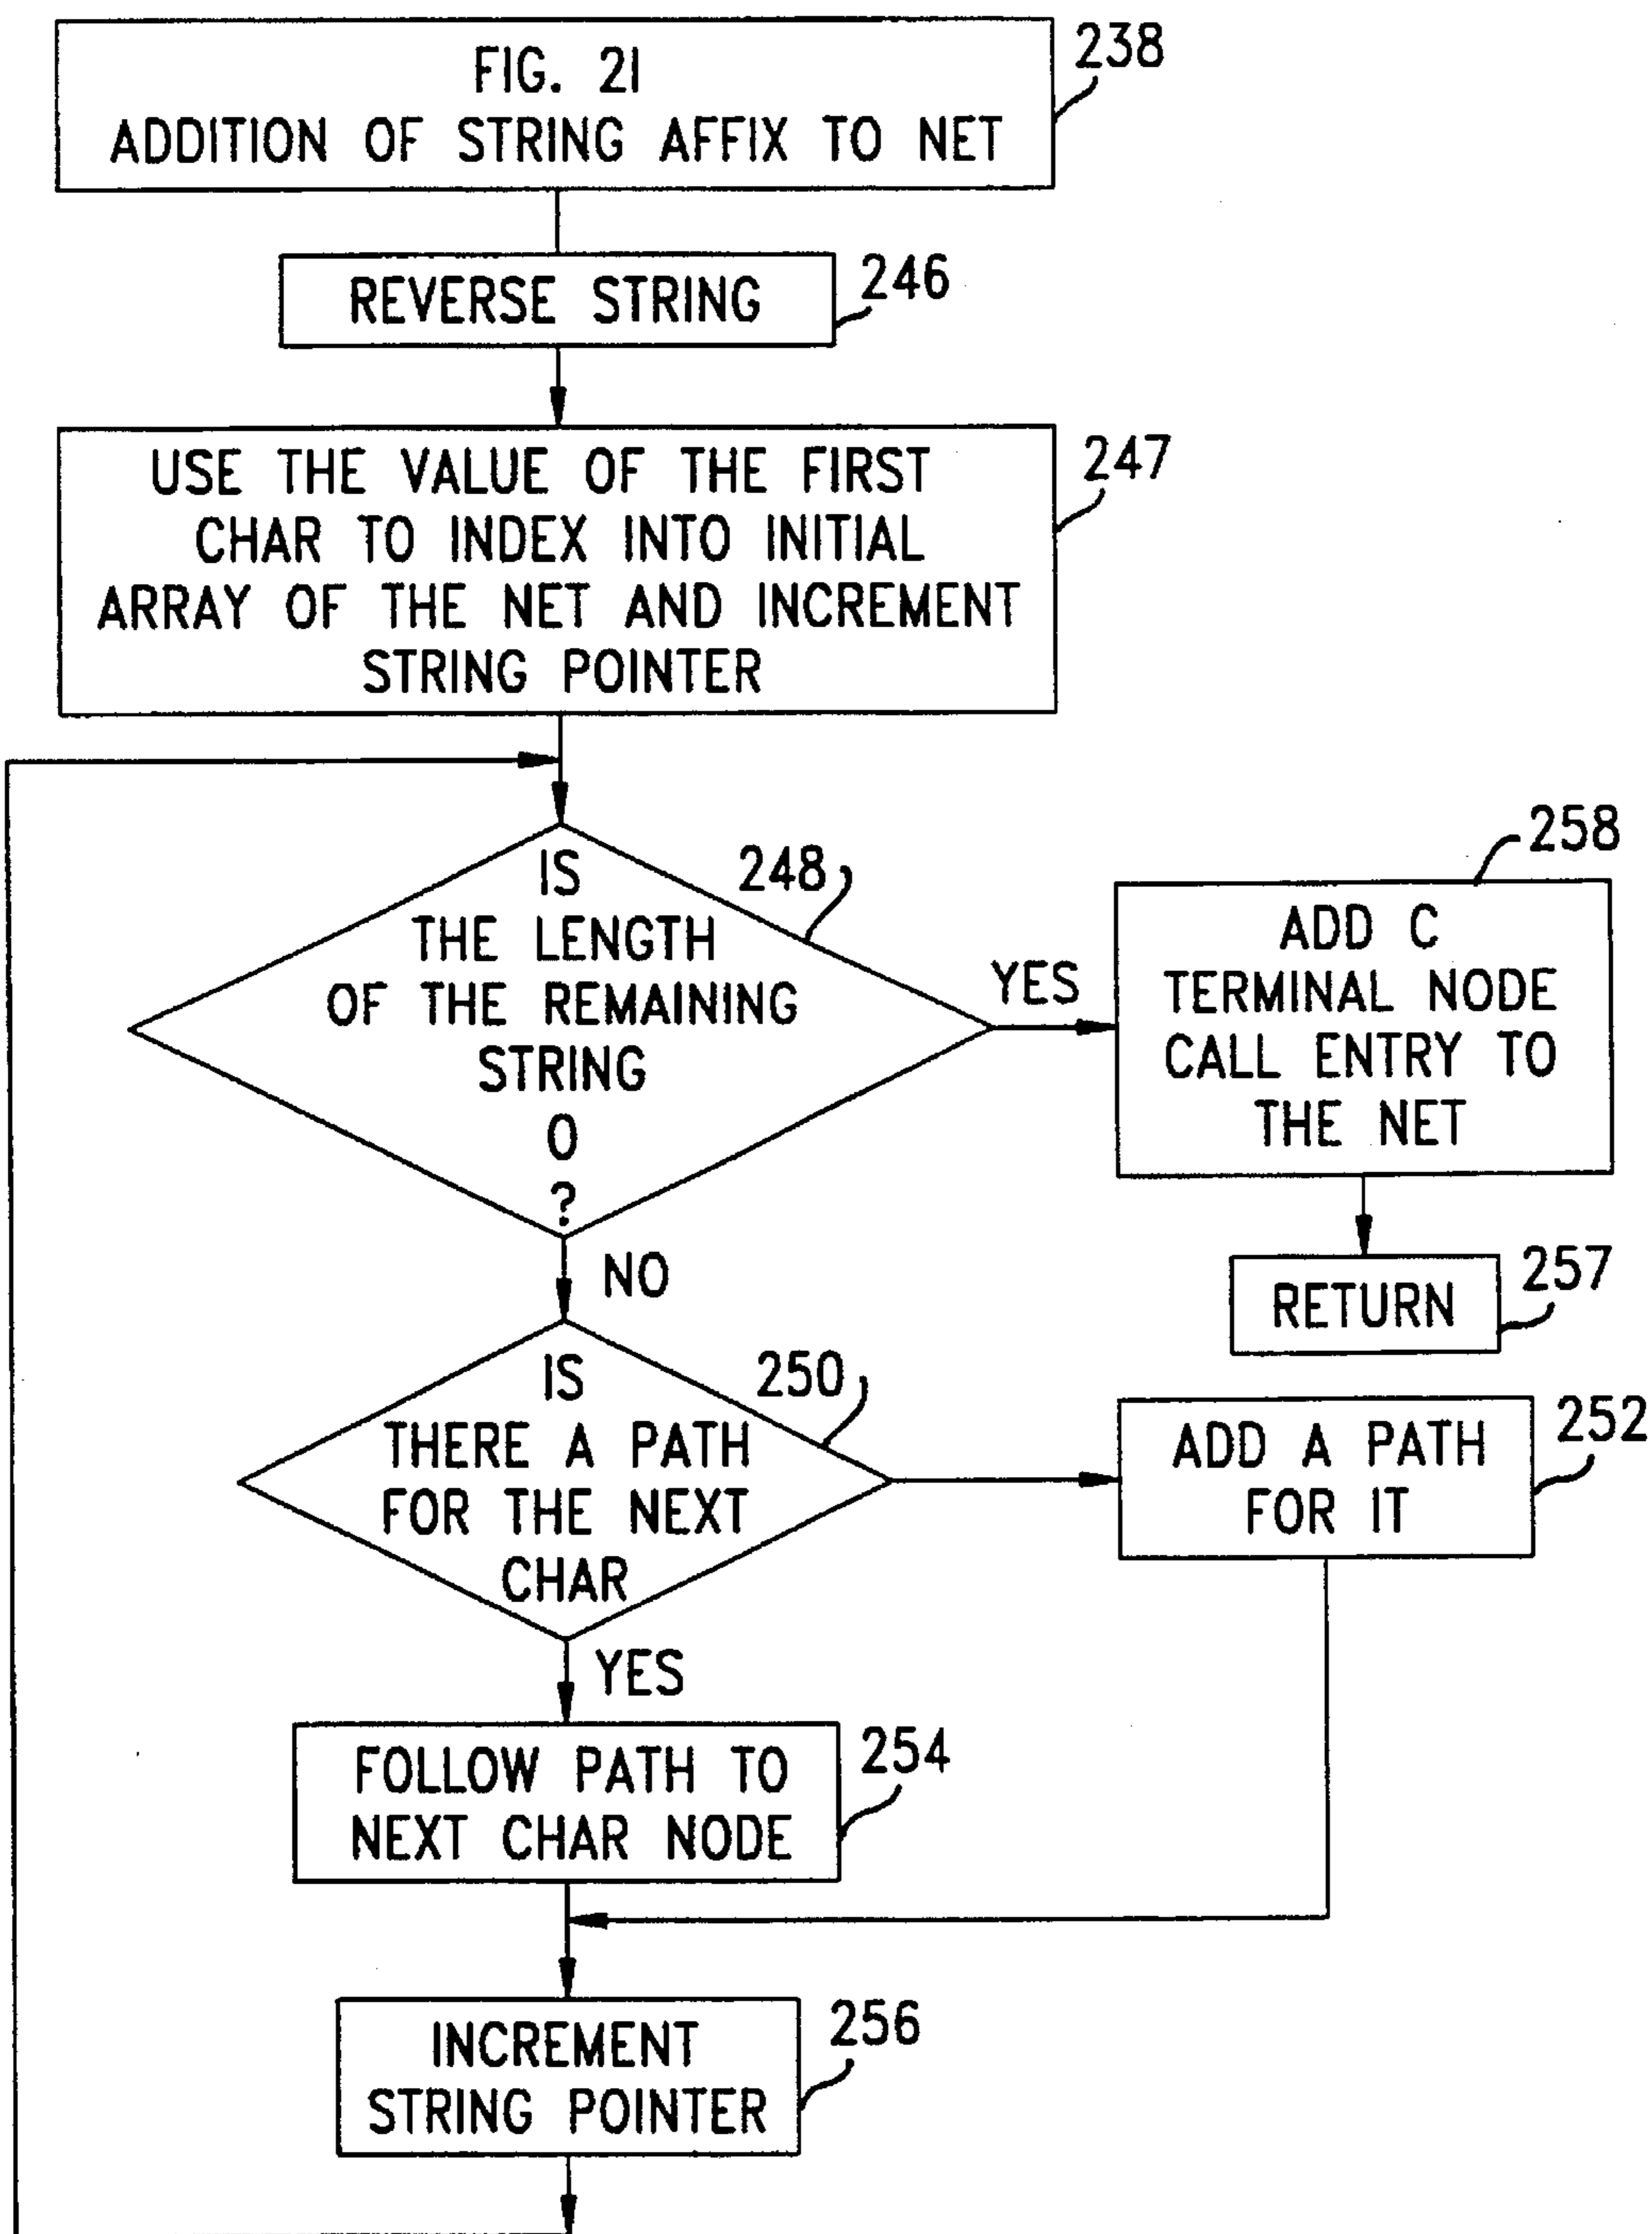 FIG. 21
ADDITION OF STRING AFFIX TO NET
238
REVERSE STRING
246
USE THE VALUE OF THE FIRST
CHAR TO INDEX INTO INITIAL
ARRAY OF THE NET AND INCREMENT
STRING POINTER
247
IS
THE LENGTH
OF THE REMAINING
STRING
0
?
248
YES
ADD C
TERMINAL NODE
CALL ENTRY TO
THE NET
258
RETURN
257
NO
IS
THERE A PATH
FOR THE NEXT
CHAR
250
ADD A PATH
FOR IT
252
YES
FOLLOW PATH TO
NEXT CHAR NODE
254
INCREMENT
STRING POINTER
256